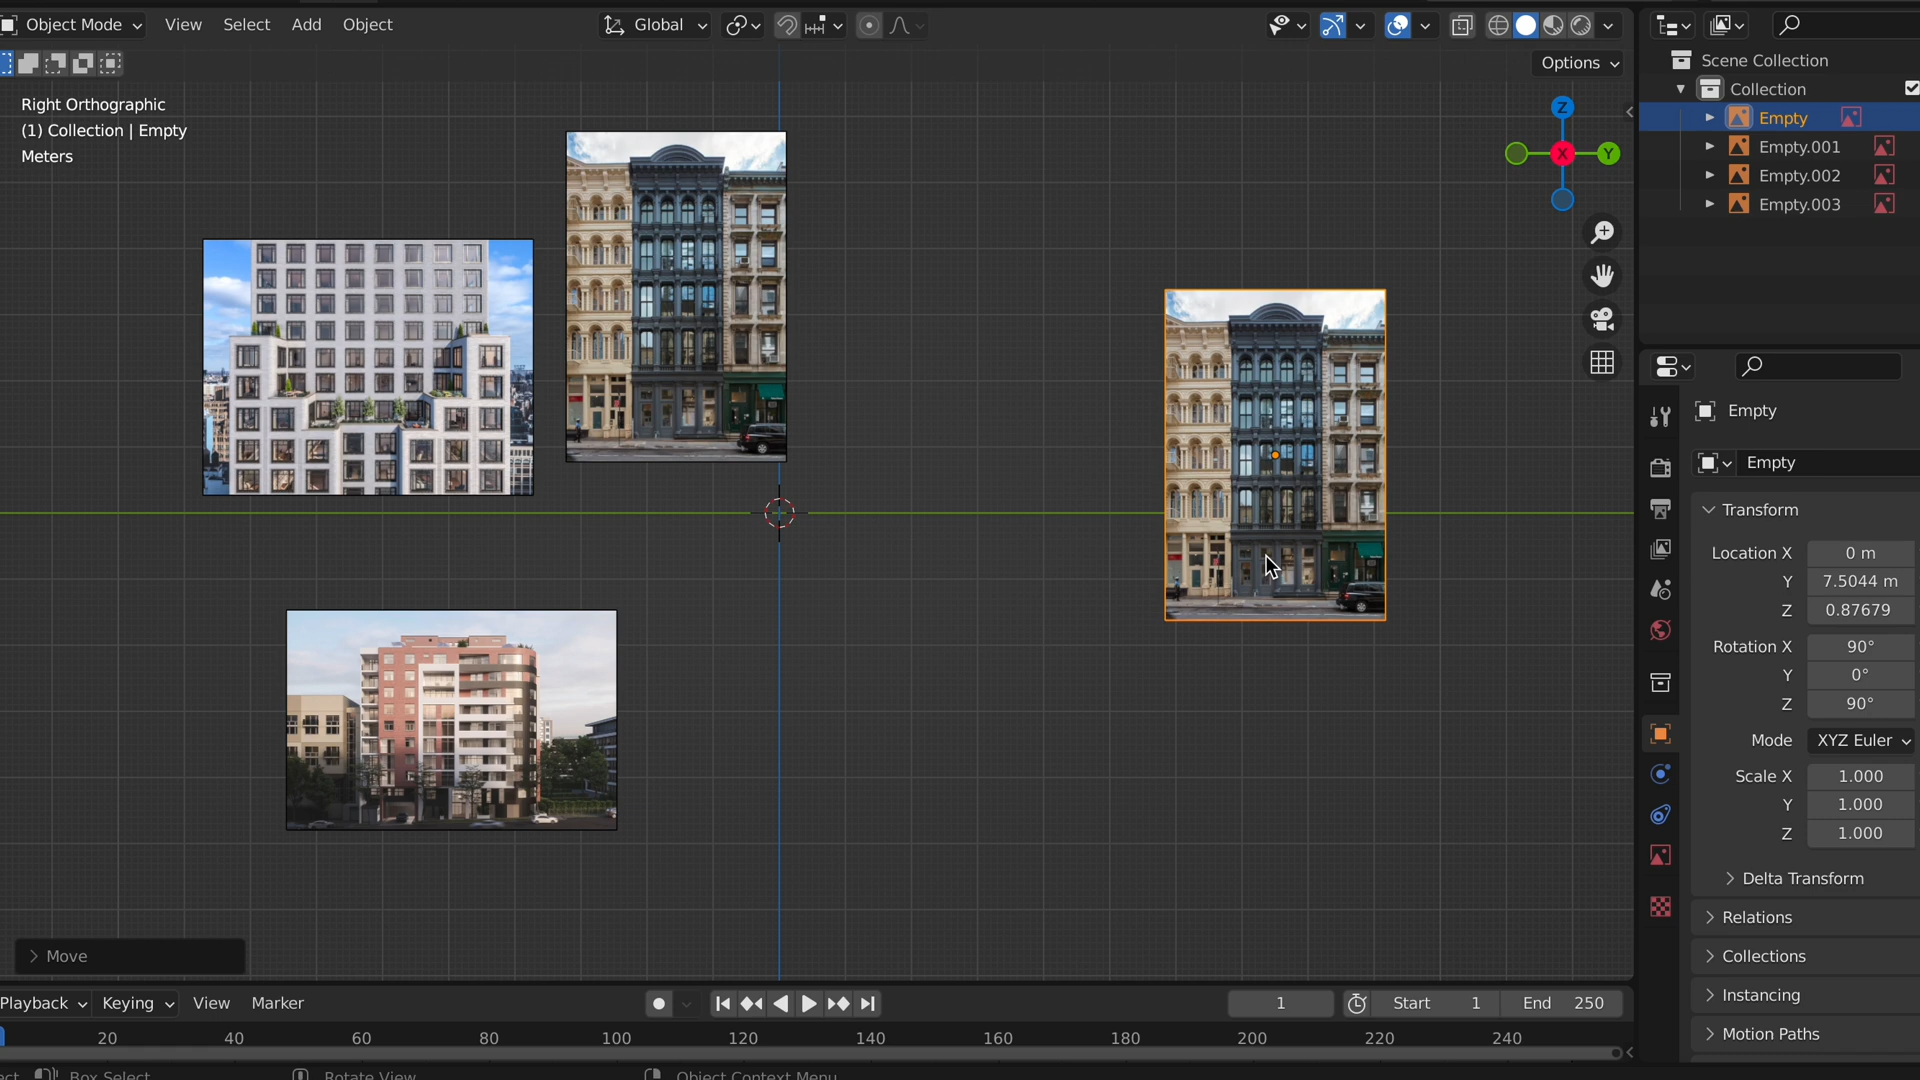 Object Mode
View
Select
Add
Object
Global
Options
Right Orthographic
(1) Collection | Empty
Meters
Z
X
Y
Move
Scene Collection
Collection
Empty
Empty.001
Empty.002
Empty.003
Empty
Empty
Transform
Location X 0 m
Y 7.5044 m
Z 0.87679
Rotation X 90°
Y 0°
Z 90°
Mode XYZ Euler
Scale X 1.000
Y 1.000
Z 1.000
Delta Transform
Relations
Collections
Instancing
Motion Paths
Playback
Keying
View
Marker
1
Start 1
End 250
20 40 60 80 100 120 140 160 180 200 220 240
Box Select
Rotate View
Object Context Menu